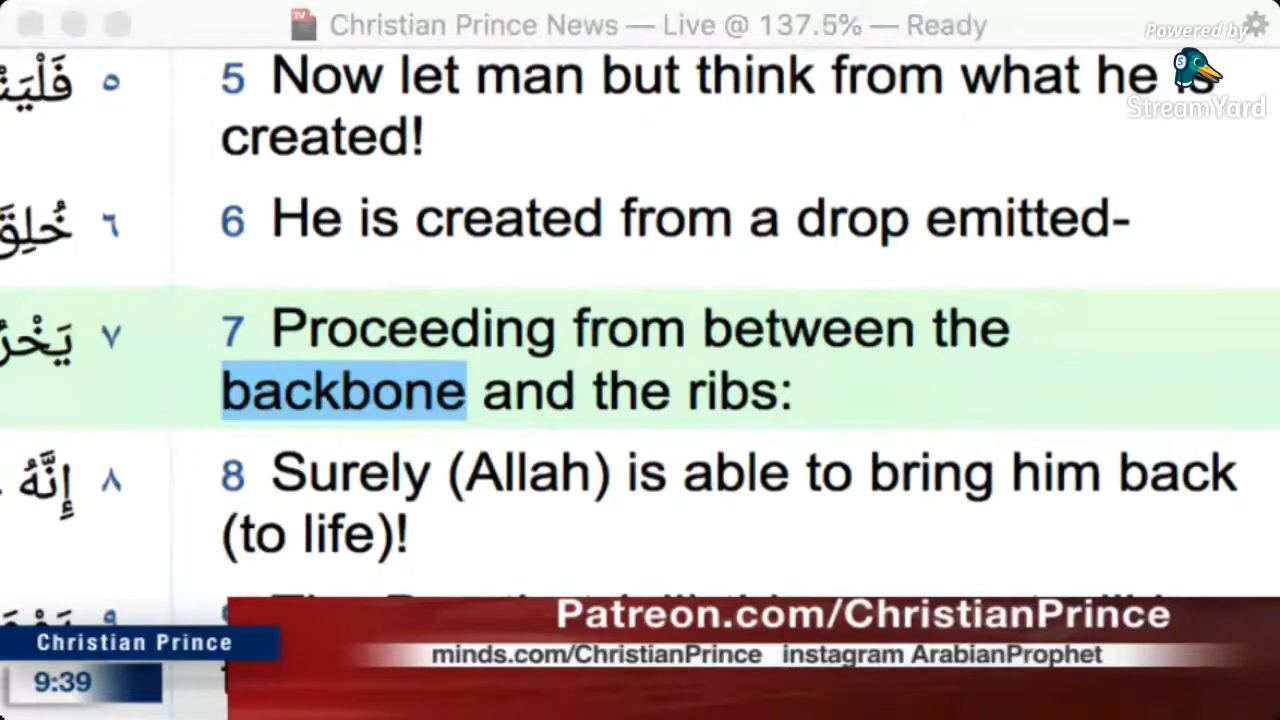 Christian Prince News — Live @ 137.5% — Ready
Powered by
StreamYard
٥ 5 Now let man but think from what he is
created!
٦ 6 He is created from a drop emitted-
٧ 7 Proceeding from between the
backbone and the ribs:
إِنَّهُ ٨ 8 Surely (Allah) is able to bring him back
(to life)!
٩
Patreon.com/ChristianPrince
Christian Prince
minds.com/ChristianPrince instagram ArabianProphet
9:39